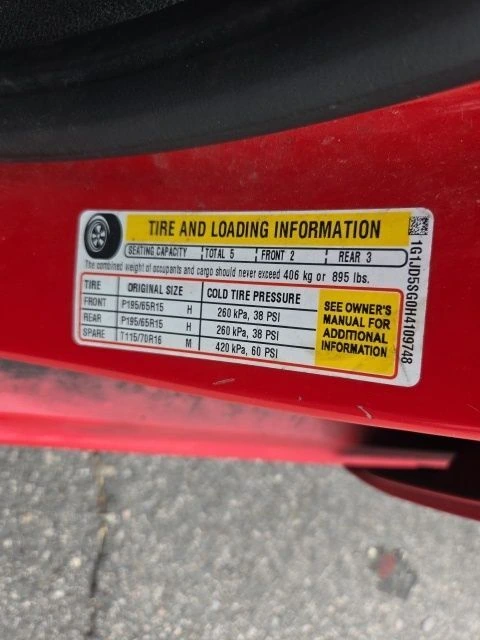 TIRE AND LOADING INFORMATION
SEATING CAPACITY TOTAL 5 FRONT 2 REAR 3
The combined weight of occupants and cargo should never exceed 406 kg or 895 lbs.
TIRE ORIGINAL SIZE COLD TIRE PRESSURE
FRONT P195/65R15 H 260 kPa, 38 PSI
REAR P195/65R15 H 260 kPa, 38 PSI
SPARE T115/70R16 M 420 kPa, 60 PSI
SEE OWNER'S
MANUAL FOR
ADDITIONAL
INFORMATION
1G1JD5SG0H4109748